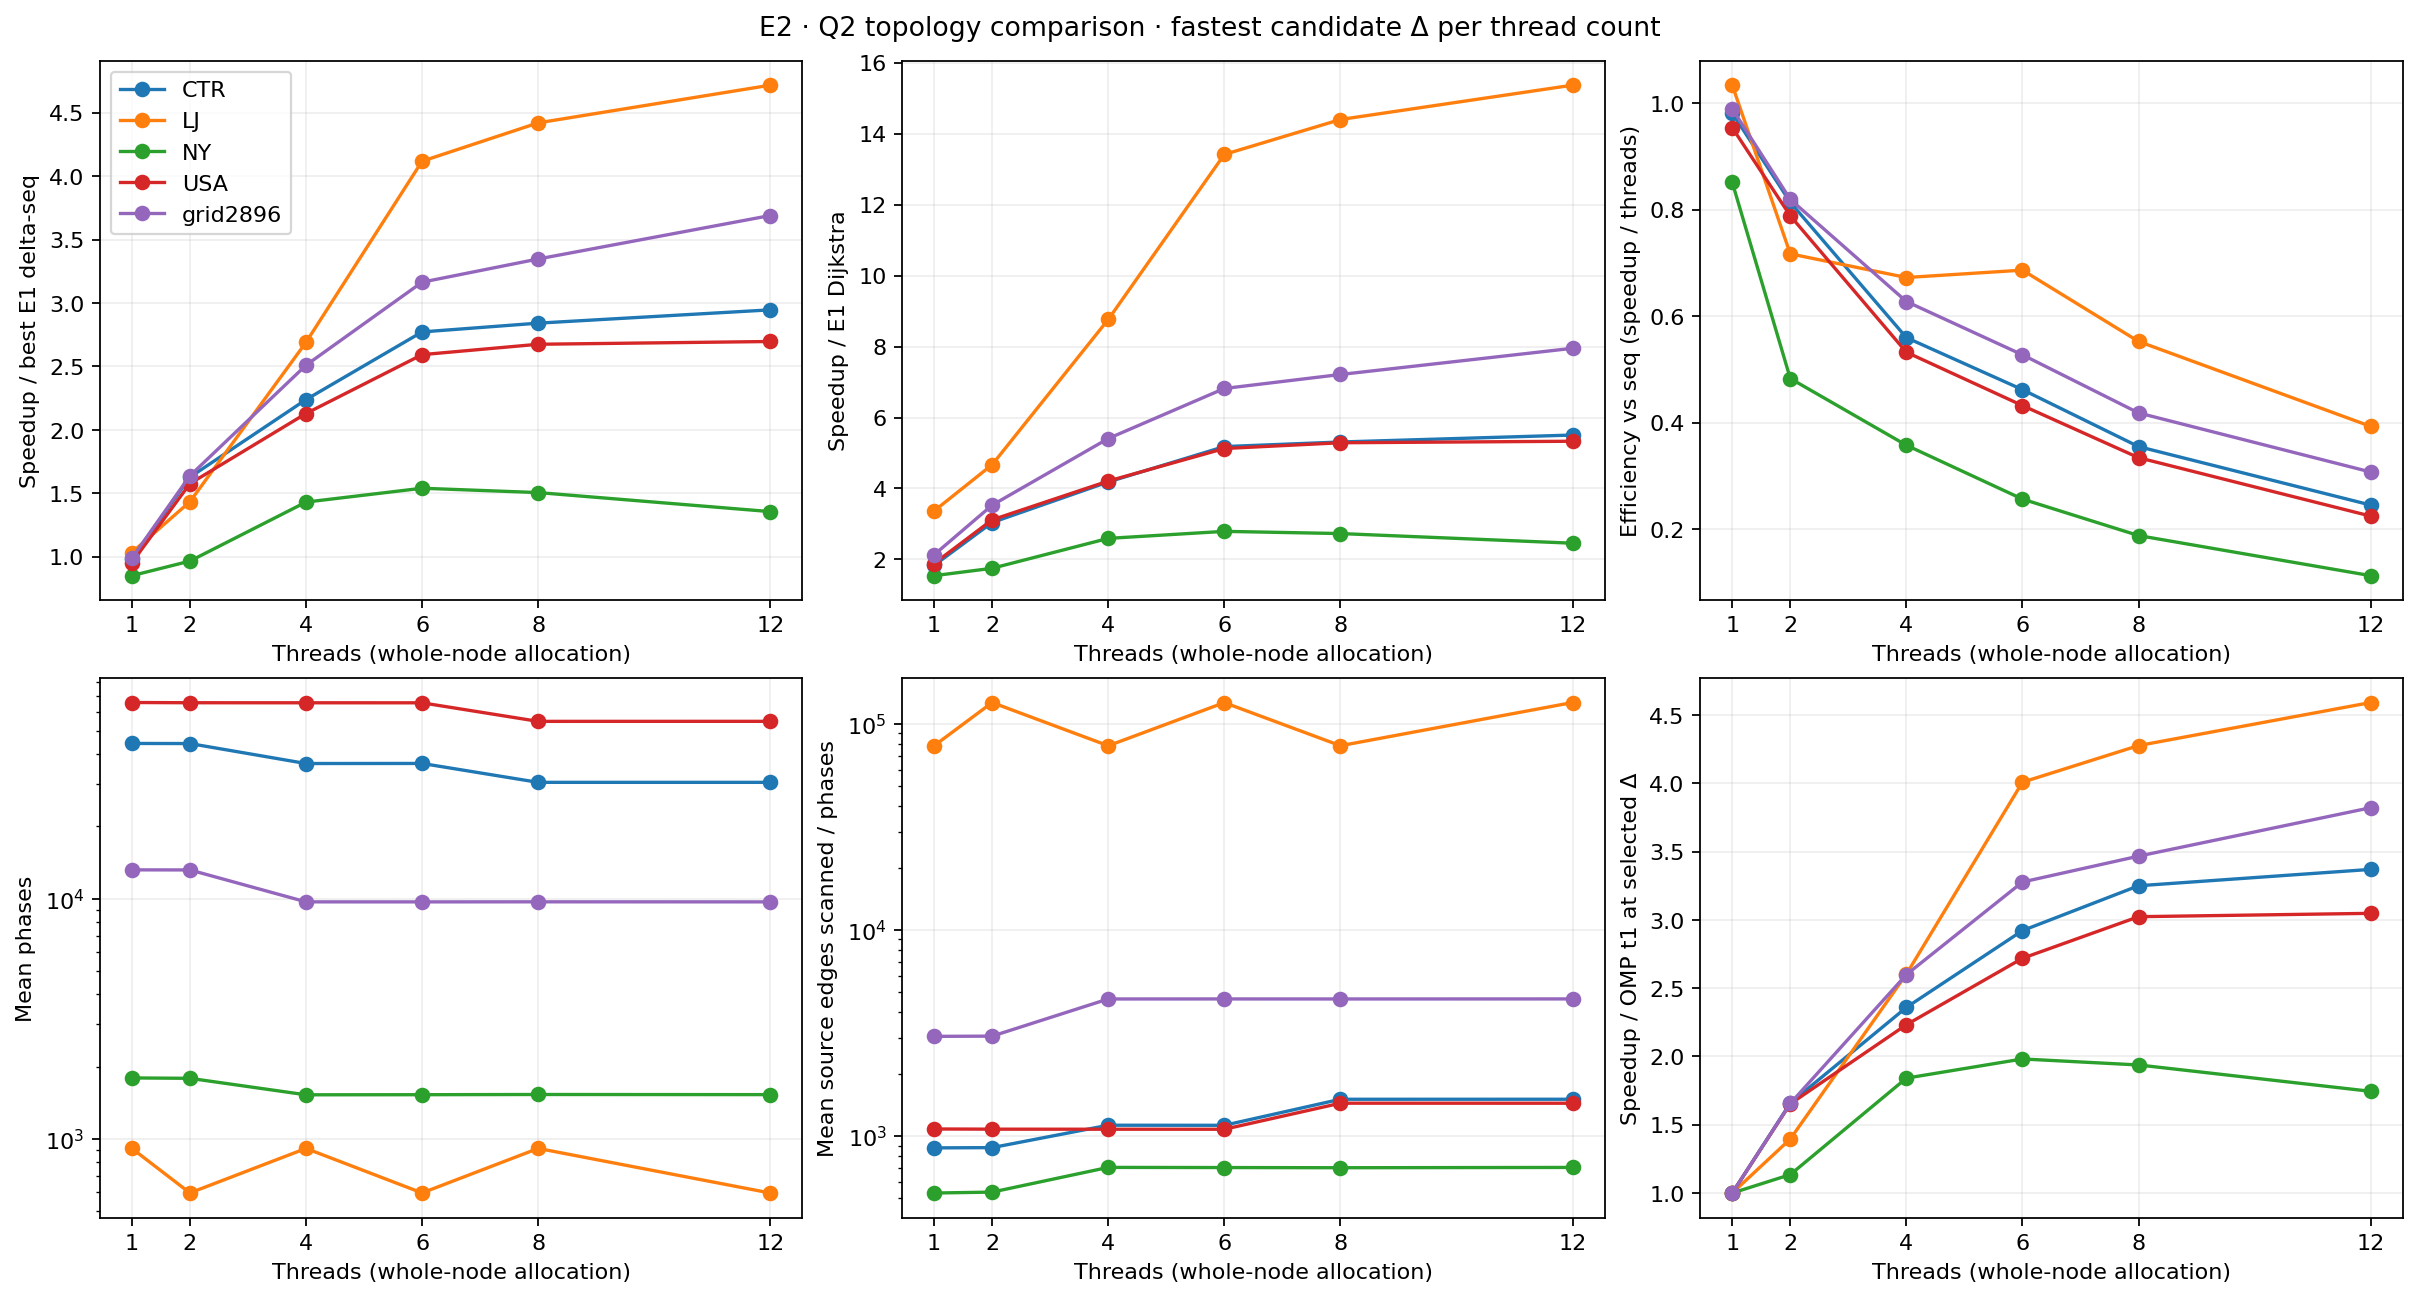 E2 · Q2 topology comparison · fastest candidate Δ per thread count
Speedup / best E1 delta-seq
4.5
4.0
3.5
3.0
2.5
2.0
1.5
1.0
CTR
LJ
NY
USA
grid2896
1 2 4 6 8 12
Threads (whole-node allocation)
Speedup / E1 Dijkstra
16
14
12
10
8
6
4
2
1 2 4 6 8 12
Threads (whole-node allocation)
Efficiency vs seq (speedup / threads)
1.0
0.8
0.6
0.4
0.2
1 2 4 6 8 12
Threads (whole-node allocation)
Mean phases
10⁴
10³
1 2 4 6 8 12
Threads (whole-node allocation)
Mean source edges scanned / phases
10⁵
10⁴
10³
1 2 4 6 8 12
Threads (whole-node allocation)
Speedup / OMP t1 at selected Δ
4.5
4.0
3.5
3.0
2.5
2.0
1.5
1.0
1 2 4 6 8 12
Threads (whole-node allocation)